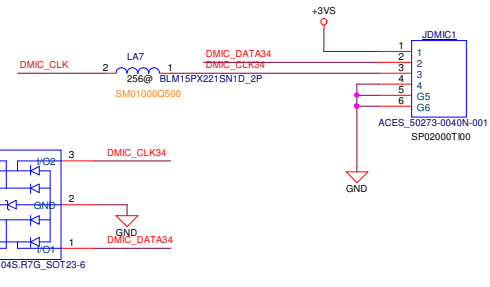 +3VS
JDMIC1
LA7
DMIC_CLK 2 1
256@ BLM15PX221SN1D_2P
SM01000Q500
DMIC_DATA34
DMIC_CLK34
1 1
2 2
3 3
4 4
5 G5
6 G6
ACES_50273-0040N-001
SP02000TI00
GND
I/O2 3 DMIC_CLK34
GND 2
GND
I/O1 1 DMIC_DATA34
-04S.R7G_SOT23-6